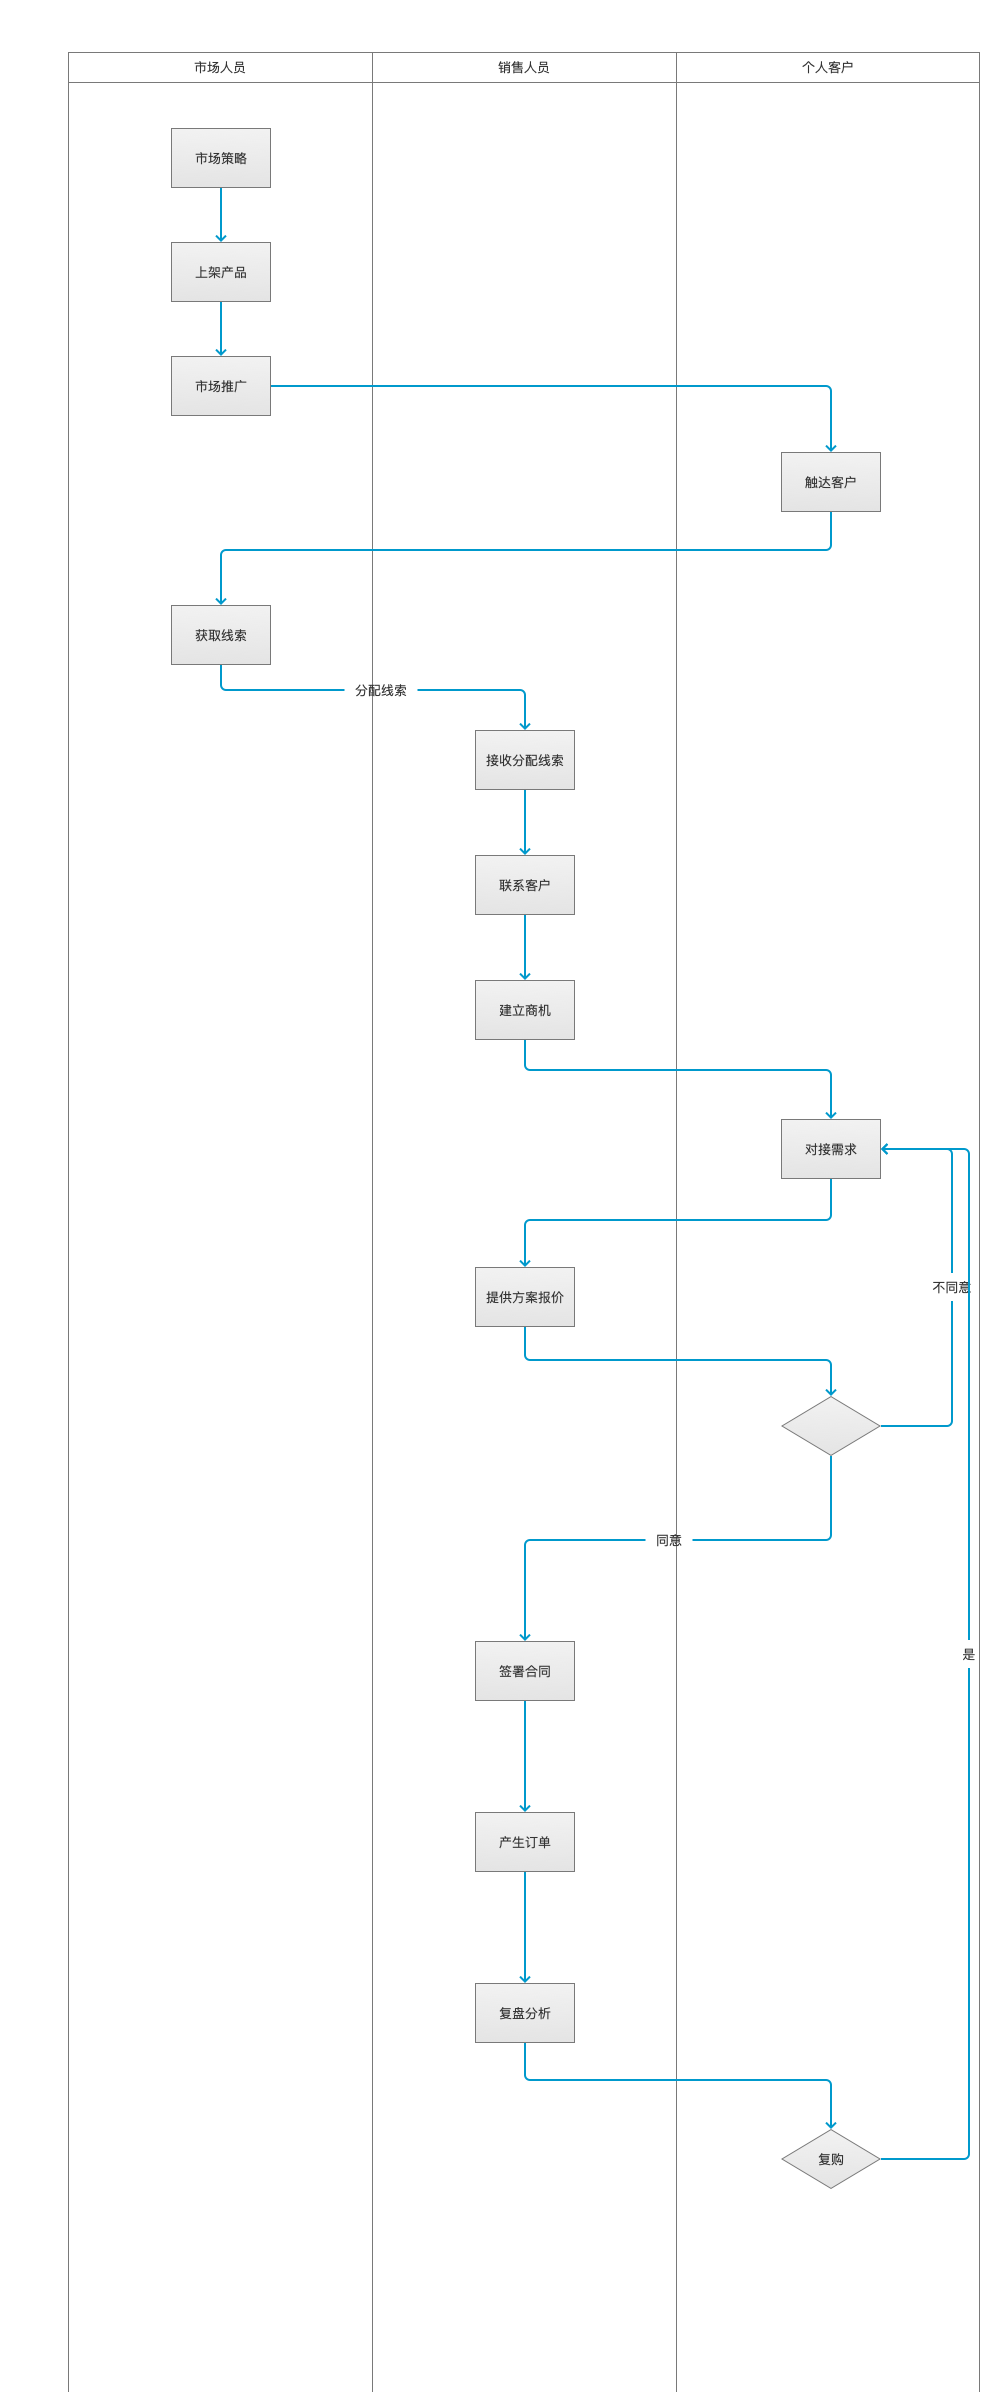 市场人员
销售人员
个人客户
市场策略
上架产品
市场推广
触达客户
获取线索
分配线索
接收分配线索
联系客户
建立商机
对接需求
不同意
提供方案报价
同意
是
签署合同
产生订单
复盘分析
复购